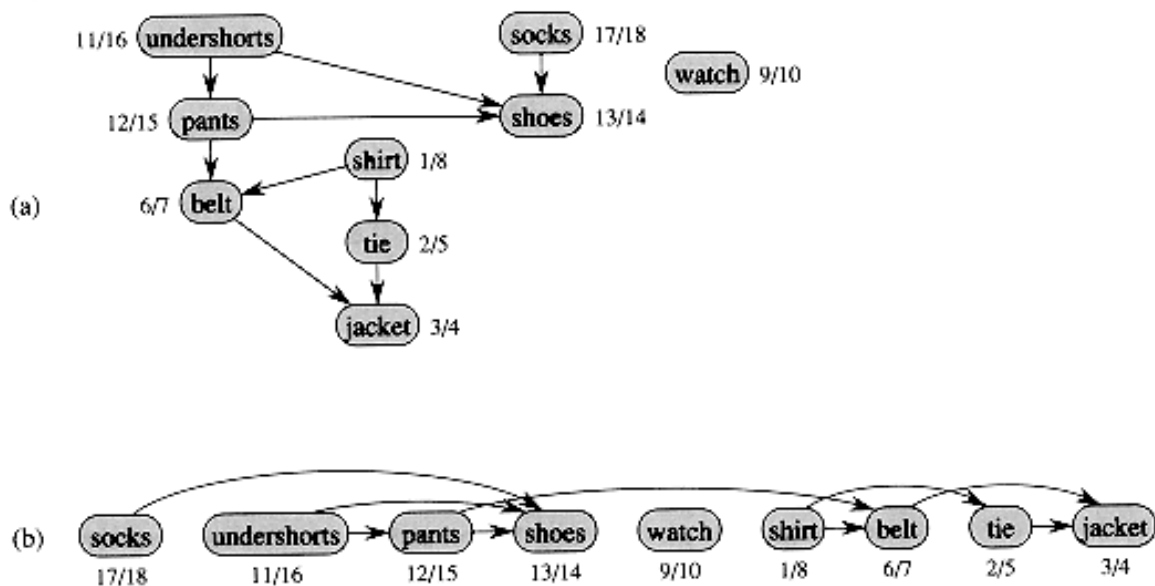 11/16 undershorts socks 17/18
watch 9/10
12/15 pants shoes 13/14
shirt 1/8
(a) 6/7 belt
tie 2/5
jacket 3/4
(b) socks undershorts pants shoes watch shirt belt tie jacket
17/18 11/16 12/15 13/14 9/10 1/8 6/7 2/5 3/4